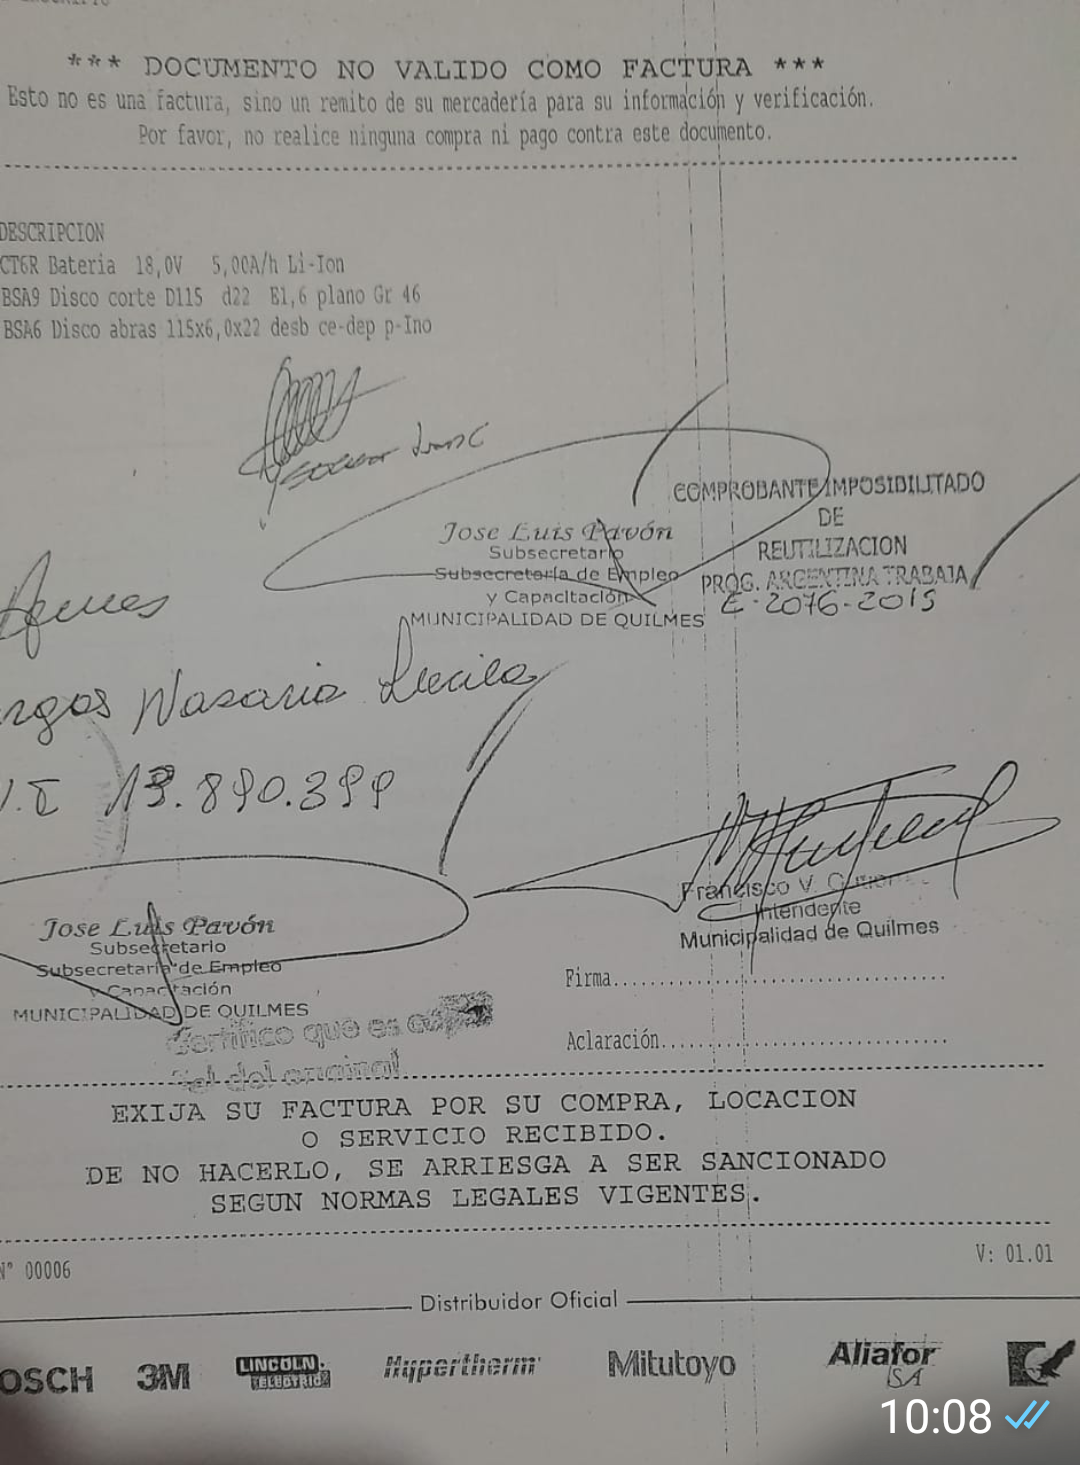 *** DOCUMENTO NO VALIDO COMO FACTURA ***
Esto no es una factura, sino un remito de su mercadería para su información y verificación.
Por favor, no realice ninguna compra ni pago contra este documento.
DESCRIPCION
CT6R Bateria 18,0V 5,00A/h Li-Ion
BSA9 Disco corte D115 d22 E1,6 plano Gr 46
BSA6 Disco abras 115x6,0x22 desb ce-dep p-Ino
COMPROBANTE IMPOSIBILITADO
DE
REUTILIZACION
PROG. ARGENTINA TRABAJA
E-2076-2015
Jose Luis Pavón
Subsecretario
Subsecretaría de Empleo
y Capacitación
MUNICIPALIDAD DE QUILMES
rgos Nasaria Lucila
13.890.399
Francisco V.
Intendente
Municipalidad de Quilmes
Jose Luis Pavón
Subsecretario
Subsecretaría de Empleo
y Capacitación
MUNICIPALIDAD DE QUILMES
Certifico que es
del original
Firma
Aclaración
EXIJA SU FACTURA POR SU COMPRA, LOCACION
O SERVICIO RECIBIDO.
DE NO HACERLO, SE ARRIESGA A SER SANCIONADO
SEGUN NORMAS LEGALES VIGENTES.
N° 00006
V: 01.01
Distribuidor Oficial
OSCH 3M LINCOLN ELECTRIC Hypertherm Mitutoyo Aliafor SA
10:08